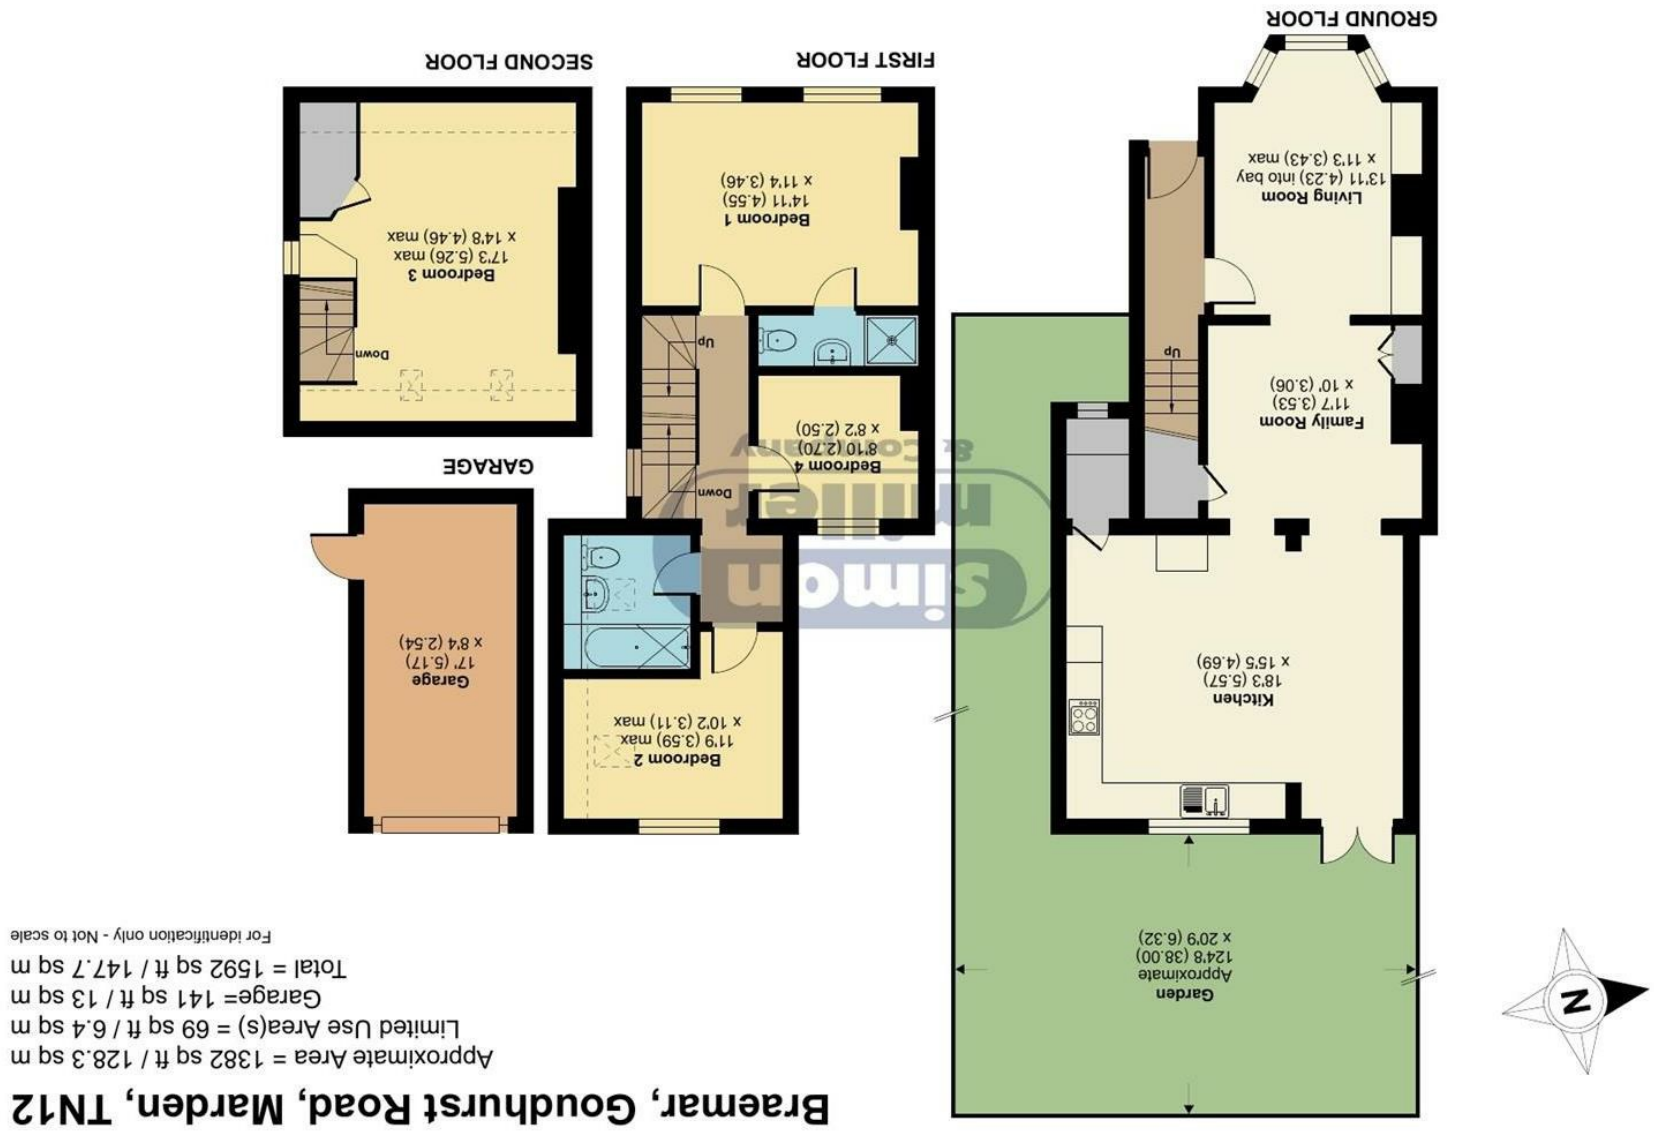 Braemar, Goudhurst Road, Marden, TN12
Approximate Area = 1382 sq ft / 128.3 sq m
Limited Use Area(s) = 69 sq ft / 6.4 sq m
Garage= 141 sq ft / 13 sq m
Total = 1592 sq ft / 147.7 sq m
For identification only - Not to scale
N
Garden
Approximate
124'8 (38.00)
x 20'9 (6.32)
Kitchen
18'3 (5.57)
x 15'5 (4.69)
Family Room
11'7 (3.53)
x 10' (3.06)
Up
Living Room
13'11 (4.23) into bay
x 11'3 (3.43) max
GROUND FLOOR
simon
miller
& company
Bedroom 2
11'9 (3.59) max
x 10'2 (3.11) max
Down
Bedroom 4
8'10 (2.70)
x 8'2 (2.50)
Up
Bedroom 1
14'11 (4.55)
x 11'4 (3.46)
FIRST FLOOR
Garage
17' (5.17)
x 8'4 (2.54)
GARAGE
Down
Bedroom 3
17'3 (5.26) max
x 14'8 (4.46) max
SECOND FLOOR